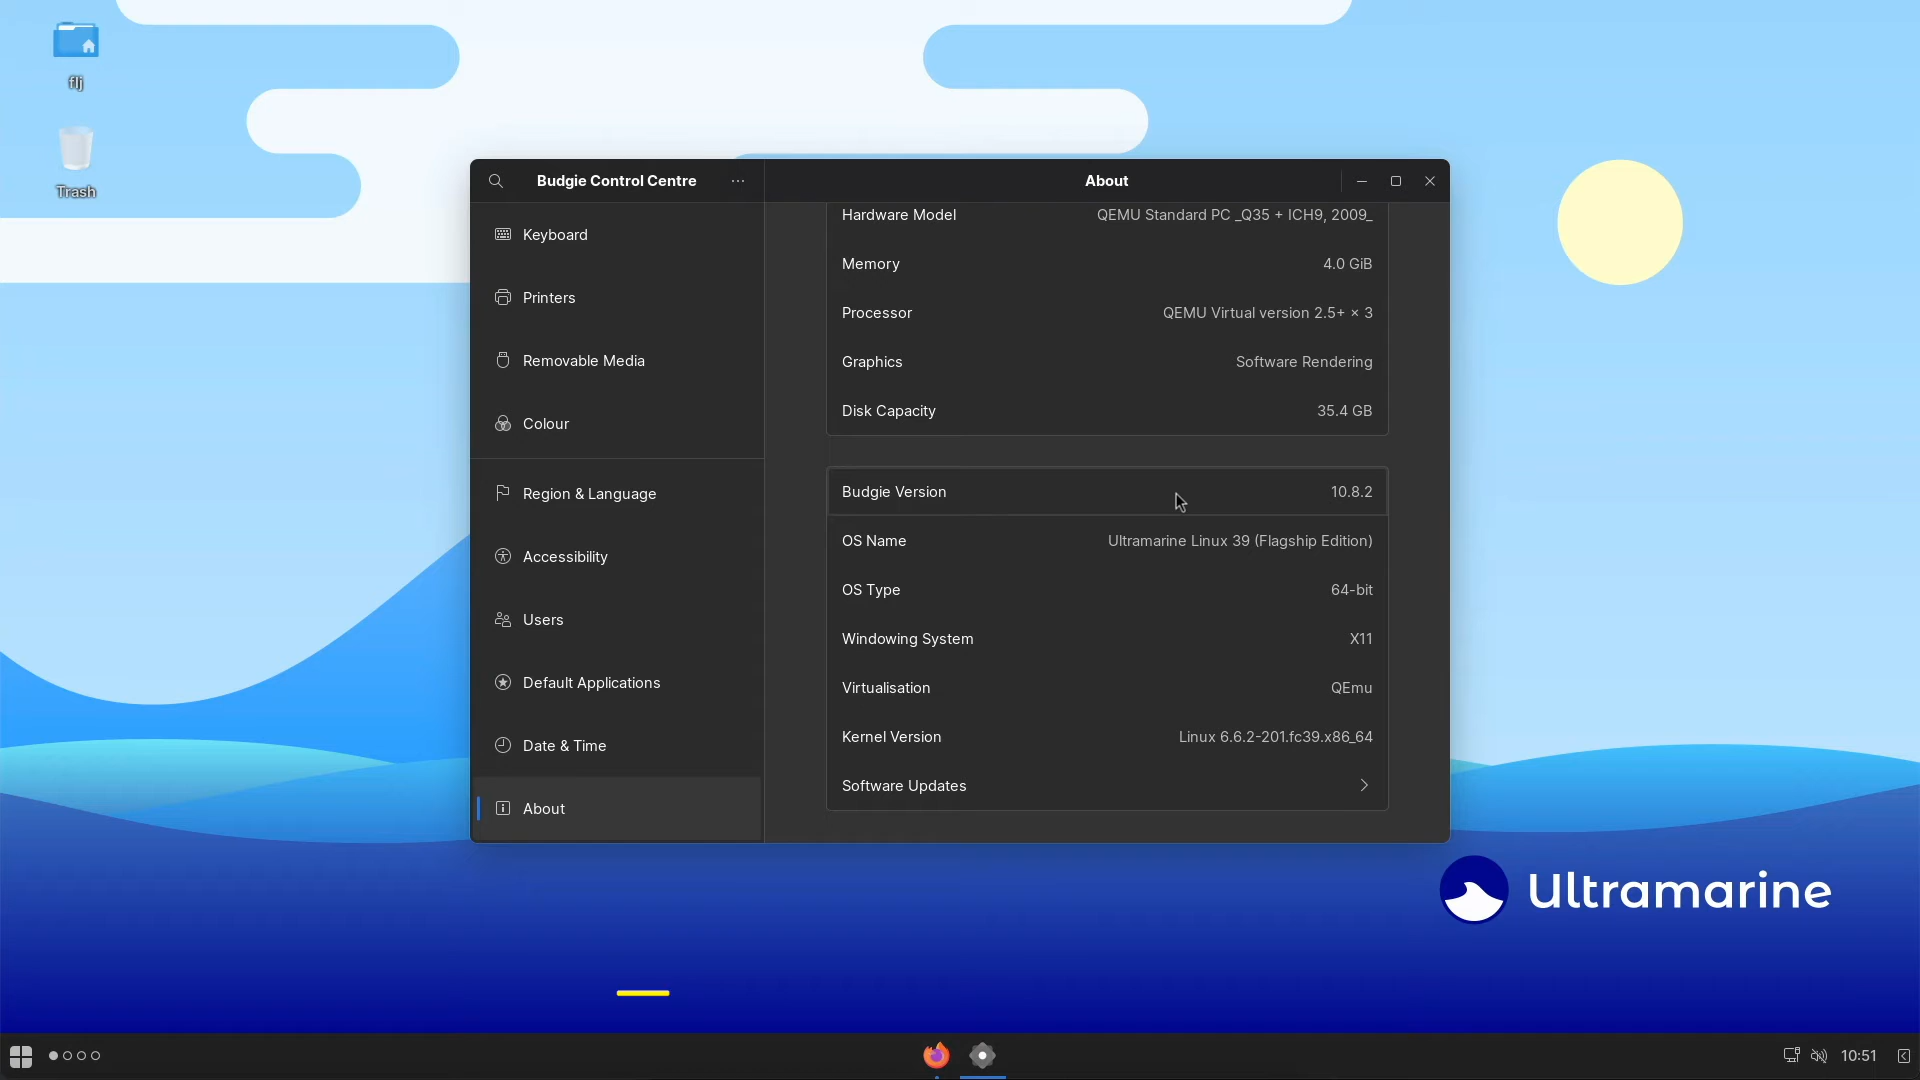 flj
Trash
Budgie Control Centre
About
Keyboard
Printers
Removable Media
Colour
Region & Language
Accessibility
Users
Default Applications
Date & Time
About
Hardware Model QEMU Standard PC _Q35 + ICH9, 2009_
Memory 4.0 GiB
Processor QEMU Virtual version 2.5+ × 3
Graphics Software Rendering
Disk Capacity 35.4 GB
Budgie Version 10.8.2
OS Name Ultramarine Linux 39 (Flagship Edition)
OS Type 64-bit
Windowing System X11
Virtualisation QEmu
Kernel Version Linux 6.6.2-201.fc39.x86_64
Software Updates
Ultramarine
10:51